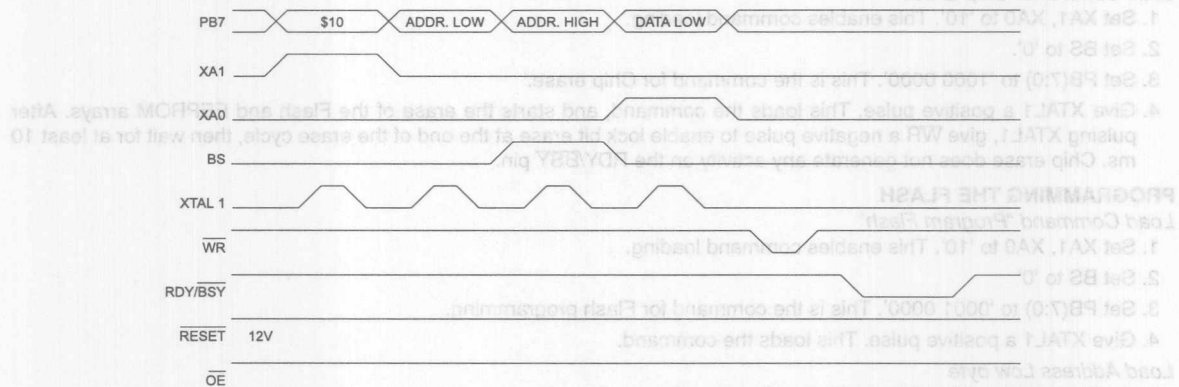 PB7 $10 ADDR. LOW ADDR. HIGH DATA LOW
XA1
XA0
BS
XTAL 1
WR
RDY/BSY
RESET 12V
OE
1. Set XA1, XA0 to '10'. This enables command loading.
2. Set BS to '0'.
3. Set PB(7:0) to '1000 0000'. This is the command for Chip erase.
4. Give XTAL1 a positive pulse. This loads the command, and starts the erase of the Flash and EEPROM arrays. After
pulsing XTAL1, give WR a negative pulse to enable lock bit erase at the end of the erase cycle, then wait for at least 10
ms. Chip erase does not generate any activity on the RDY/BSY pin.
PROGRAMMING THE FLASH
Load Command "Program Flash"
1. Set XA1, XA0 to '10'. This enables command loading.
2. Set BS to '0'
3. Set PB(7:0) to '0001 0000'. This is the command for Flash programming.
4. Give XTAL1 a positive pulse. This loads the command.
Load Address Low byte